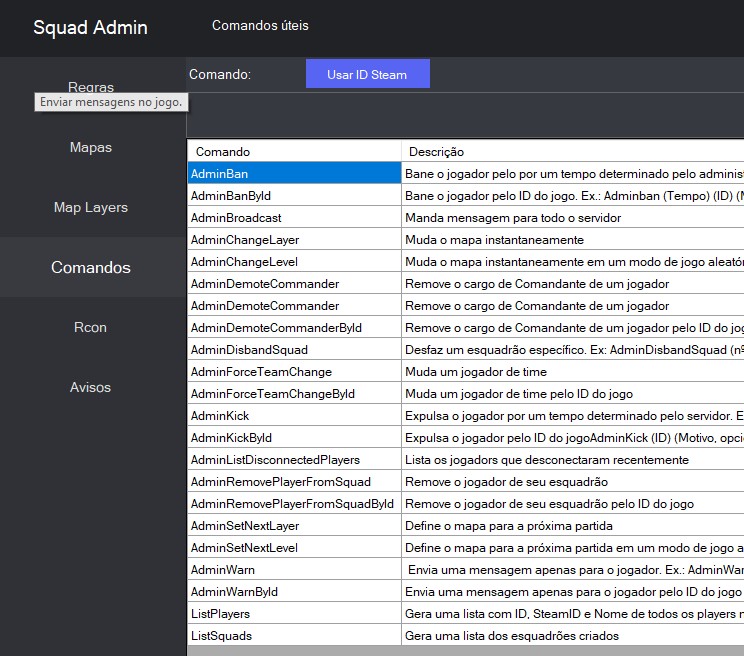 Squad Admin
Comandos úteis
Regras
Enviar mensagens no jogo.
Mapas
Map Layers
Comandos
Rcon
Avisos
Comando:
Usar ID Steam
Comando Descrição
AdminBan Bane o jogador pelo por um tempo determinado pelo administ
AdminBanById Bane o jogador pelo ID do jogo. Ex.: Adminban (Tempo) (ID) (M
AdminBroadcast Manda mensagem para todo o servidor
AdminChangeLayer Muda o mapa instantaneamente
AdminChangeLevel Muda o mapa instantaneamente em um modo de jogo aleatór
AdminDemoteCommander Remove o cargo de Comandante de um jogador
AdminDemoteCommander Remove o cargo de Comandante de um jogador
AdminDemoteCommanderById Remove o cargo de Comandante de um jogador pelo ID do jog
AdminDisbandSquad Desfaz um esquadrão específico. Ex: AdminDisbandSquad (nº
AdminForceTeamChange Muda um jogador de time
AdminForceTeamChangeById Muda um jogador de time pelo ID do jogo
AdminKick Expulsa o jogador por um tempo determinado pelo servidor. E
AdminKickById Expulsa o jogador pelo ID do jogoAdminKick (ID) (Motivo, opci
AdminListDisconnectedPlayers Lista os jogadors que desconectaram recentemente
AdminRemovePlayerFromSquad Remove o jogador de seu esquadrão
AdminRemovePlayerFromSquadById Remove o jogador de seu esquadrão pelo ID do jogo
AdminSetNextLayer Define o mapa para a próxima partida
AdminSetNextLevel Define o mapa para a próxima partida em um modo de jogo a
AdminWarn Envia uma mensagem apenas para o jogador. Ex.: AdminWar
AdminWarnById Envia uma mensagem apenas para o jogador pelo ID do jogo
ListPlayers Gera uma lista com ID, SteamID e Nome de todos os players n
ListSquads Gera uma lista dos esquadrões criados